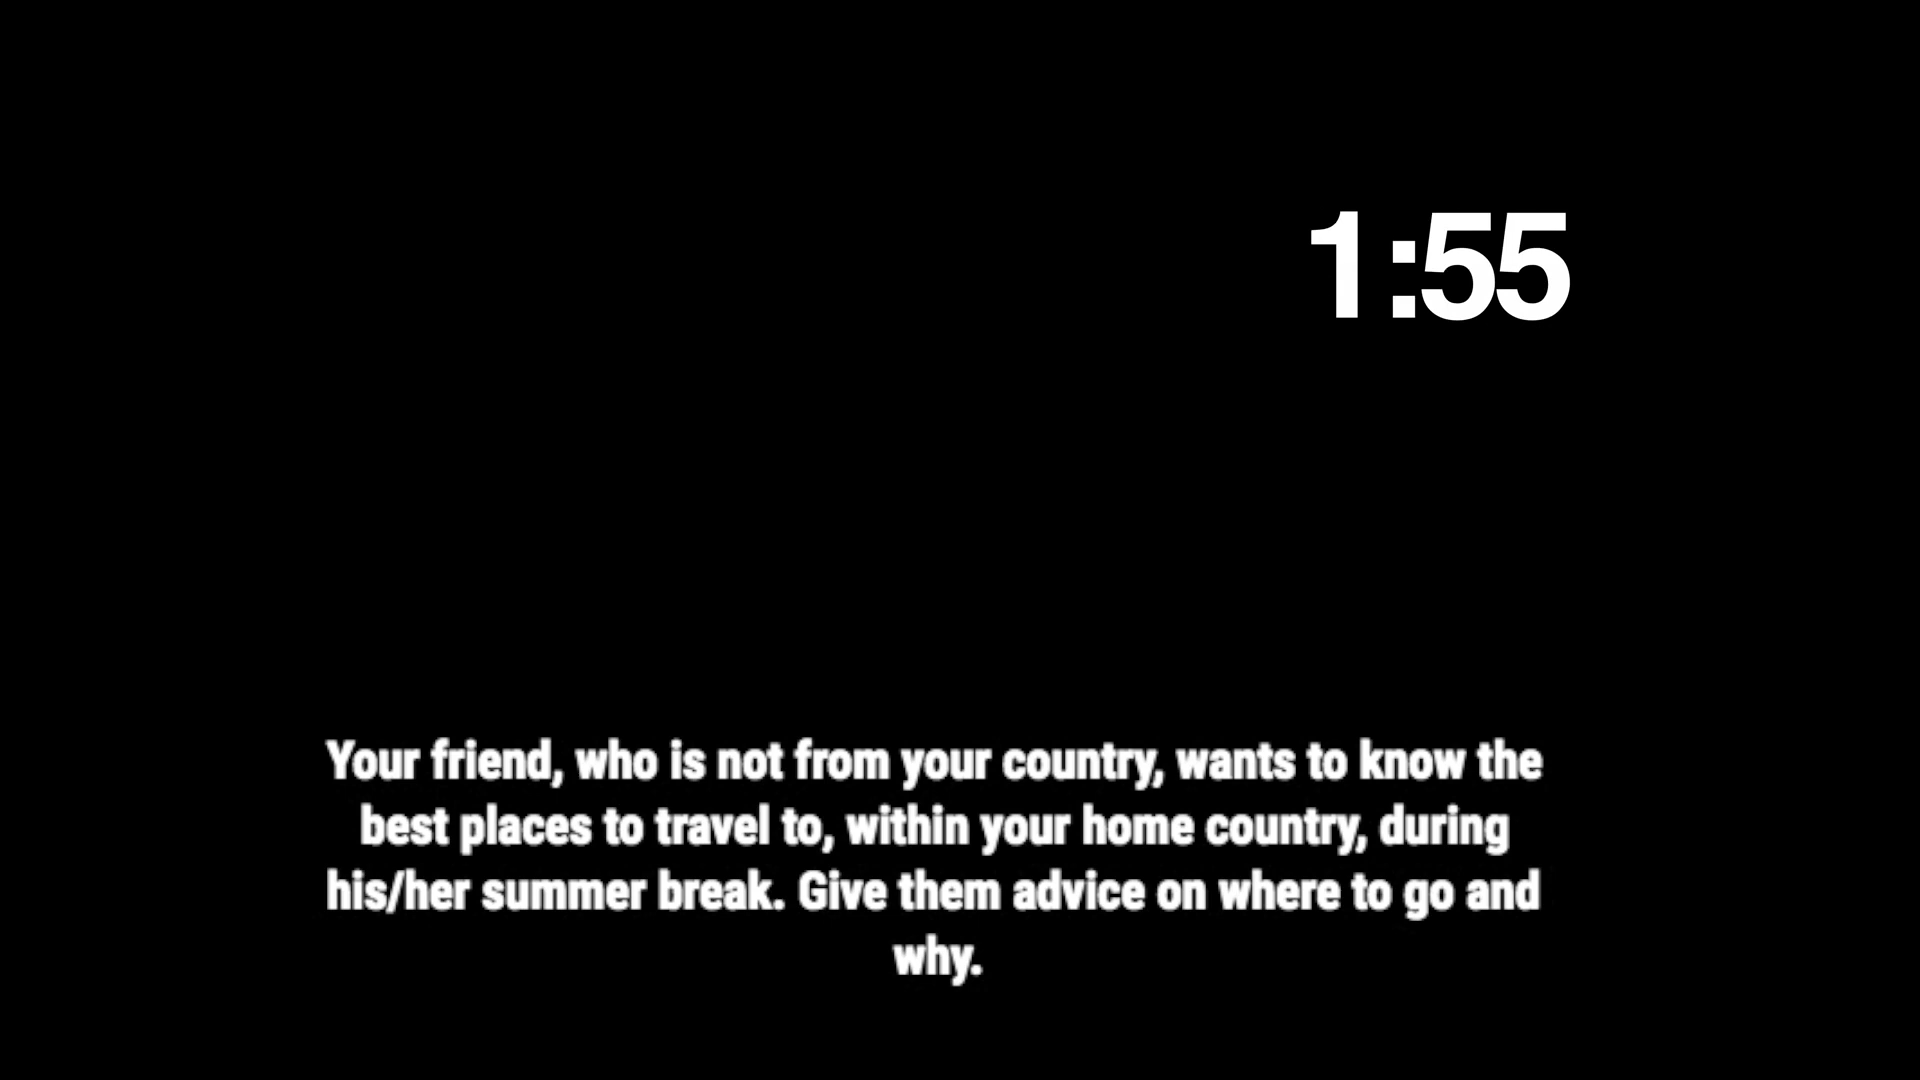 1:55
Your friend, who is not from your country, wants to know the
best places to travel to, within your home country, during
his/her summer break. Give them advice on where to go and
why.